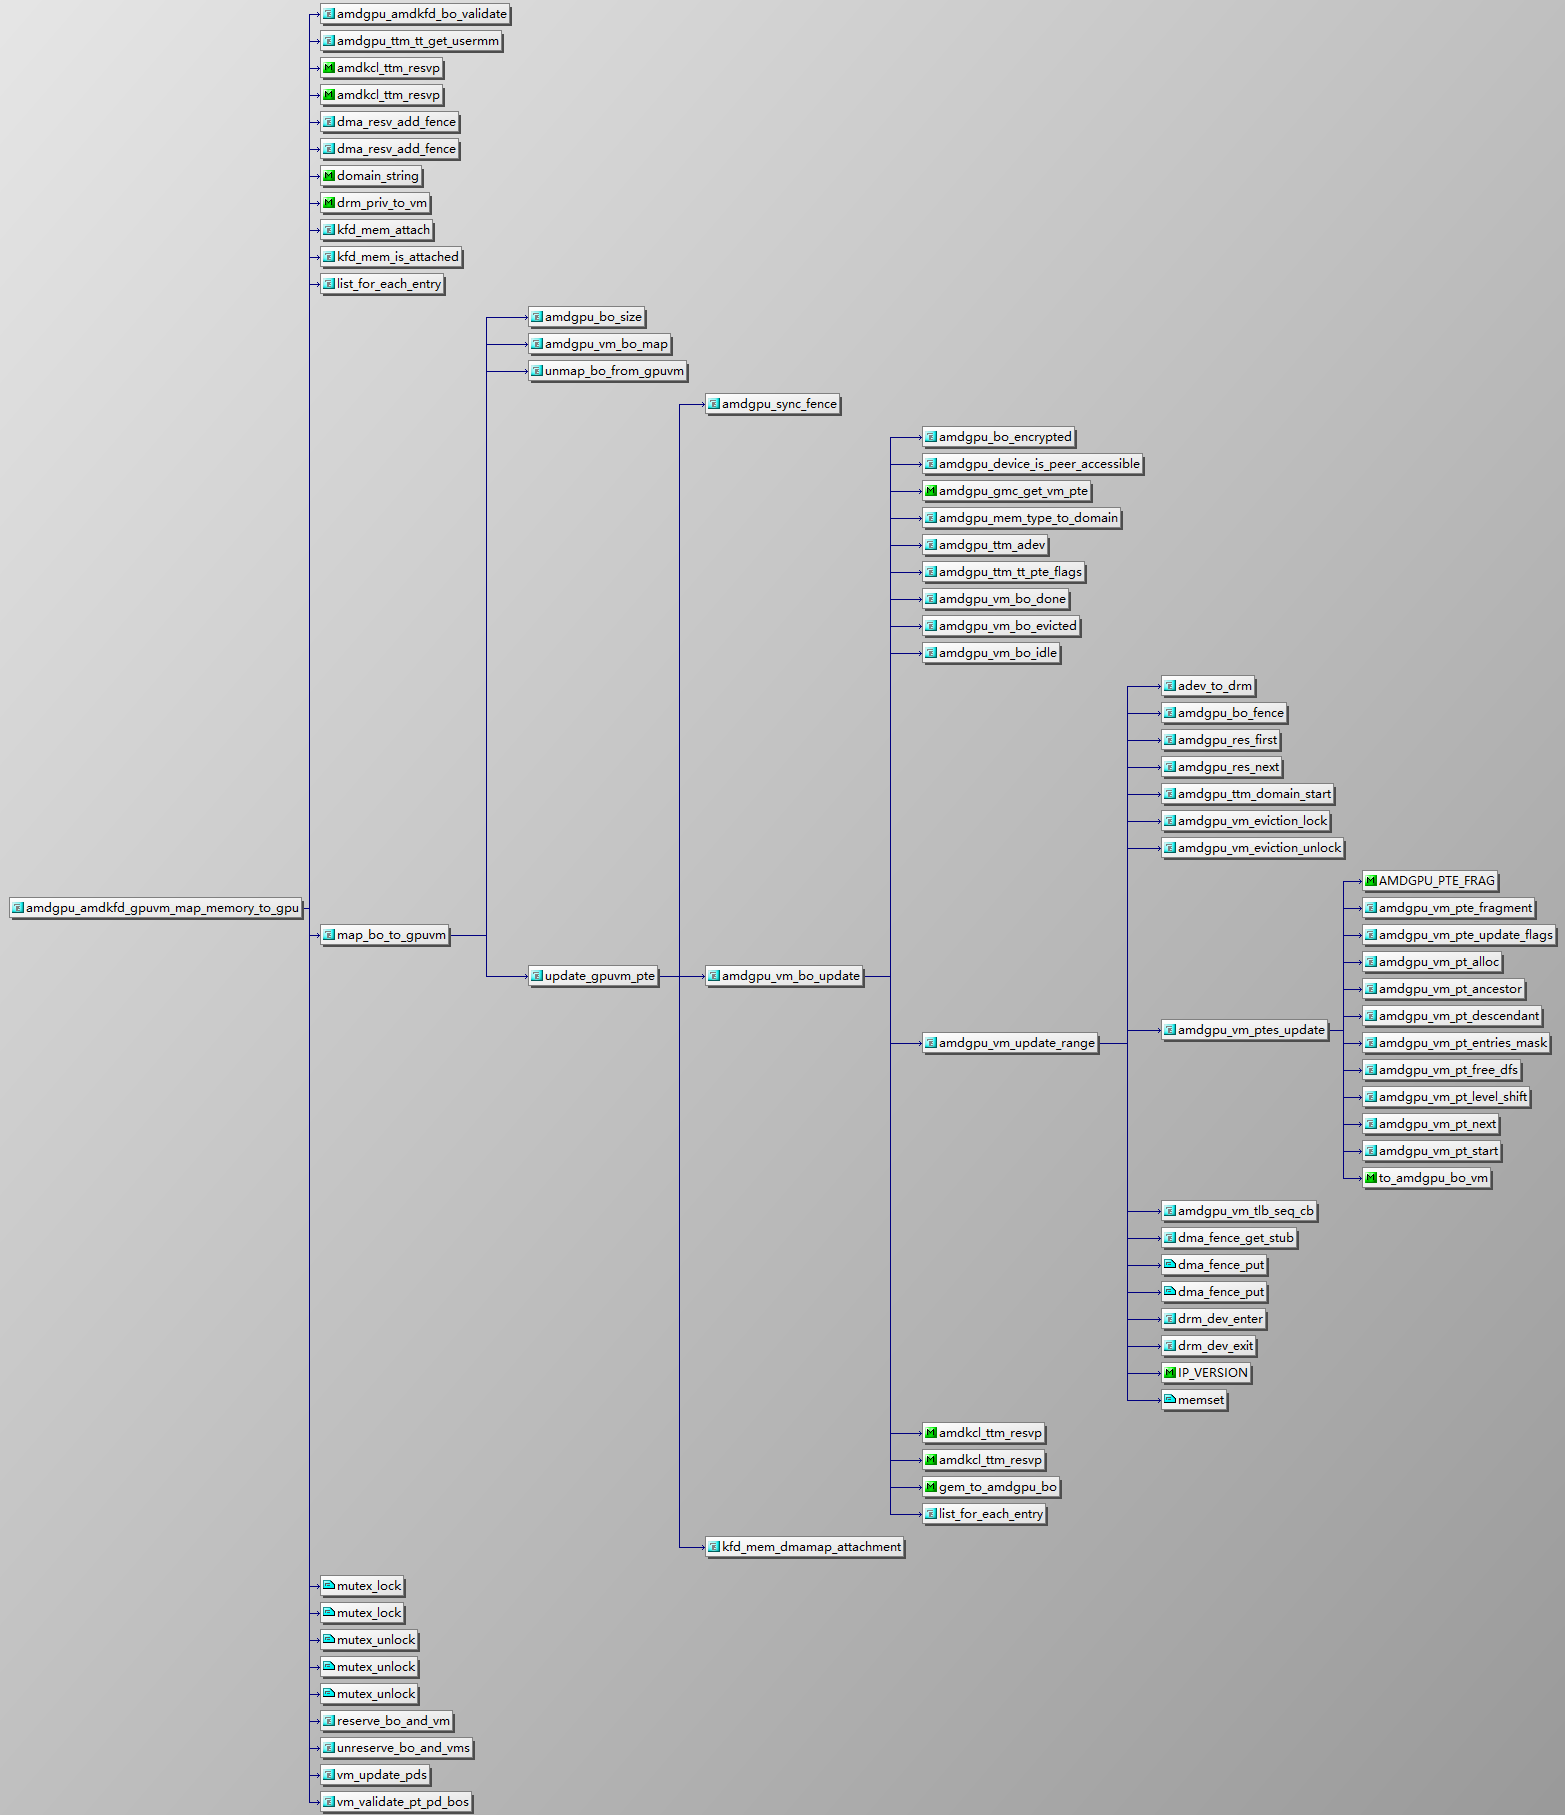 amdgpu_amdkfd_bo_validate
amdgpu_ttm_tt_get_usermm
amdkcl_ttm_resvp
amdkcl_ttm_resvp
dma_resv_add_fence
dma_resv_add_fence
domain_string
drm_priv_to_vm
kfd_mem_attach
kfd_mem_is_attached
list_for_each_entry
amdgpu_bo_size
amdgpu_vm_bo_map
unmap_bo_from_gpuvm
amdgpu_sync_fence
amdgpu_bo_encrypted
amdgpu_device_is_peer_accessible
amdgpu_gmc_get_vm_pte
amdgpu_mem_type_to_domain
amdgpu_ttm_adev
amdgpu_ttm_tt_pte_flags
amdgpu_vm_bo_done
amdgpu_vm_bo_evicted
amdgpu_vm_bo_idle
adev_to_drm
amdgpu_bo_fence
amdgpu_res_first
amdgpu_res_next
amdgpu_ttm_domain_start
amdgpu_vm_eviction_lock
amdgpu_vm_eviction_unlock
AMDGPU_PTE_FRAG
amdgpu_amdkfd_gpuvm_map_memory_to_gpu
amdgpu_vm_pte_fragment
map_bo_to_gpuvm
amdgpu_vm_pte_update_flags
amdgpu_vm_pt_alloc
update_gpuvm_pte
amdgpu_vm_bo_update
amdgpu_vm_pt_ancestor
amdgpu_vm_pt_descendant
amdgpu_vm_ptes_update
amdgpu_vm_update_range
amdgpu_vm_pt_entries_mask
amdgpu_vm_pt_free_dfs
amdgpu_vm_pt_level_shift
amdgpu_vm_pt_next
amdgpu_vm_pt_start
to_amdgpu_bo_vm
amdgpu_vm_tlb_seq_cb
dma_fence_get_stub
dma_fence_put
dma_fence_put
drm_dev_enter
drm_dev_exit
IP_VERSION
memset
amdkcl_ttm_resvp
amdkcl_ttm_resvp
gem_to_amdgpu_bo
list_for_each_entry
kfd_mem_dmamap_attachment
mutex_lock
mutex_lock
mutex_unlock
mutex_unlock
mutex_unlock
reserve_bo_and_vm
unreserve_bo_and_vms
vm_update_pds
vm_validate_pt_pd_bos